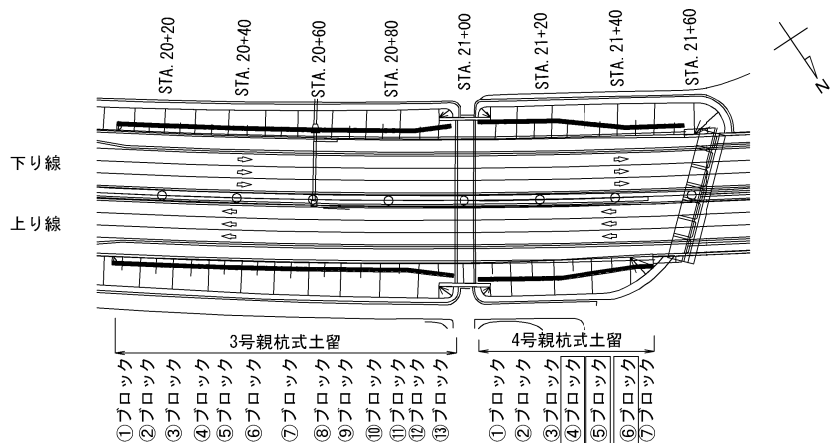 STA. 20+20
STA. 20+40
STA. 20+60
STA. 20+80
STA. 21+00
STA. 21+20
STA. 21+40
STA. 21+60
N
下り線
上り線
3号親杭式土留
4号親杭式土留
①ブロック
②ブロック
③ブロック
④ブロック
⑤ブロック
⑥ブロック
⑦ブロック
⑧ブロック
⑨ブロック
⑩ブロック
⑪ブロック
⑫ブロック
⑬ブロック
①ブロック
②ブロック
③ブロック
④ブロック
⑤ブロック
⑥ブロック
⑦ブロック